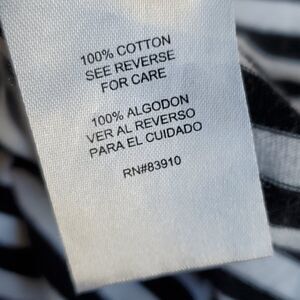 100% COTTON
SEE REVERSE
FOR CARE
100% ALGODON
VER AL REVERSO
PARA EL CUIDADO
RN#83910